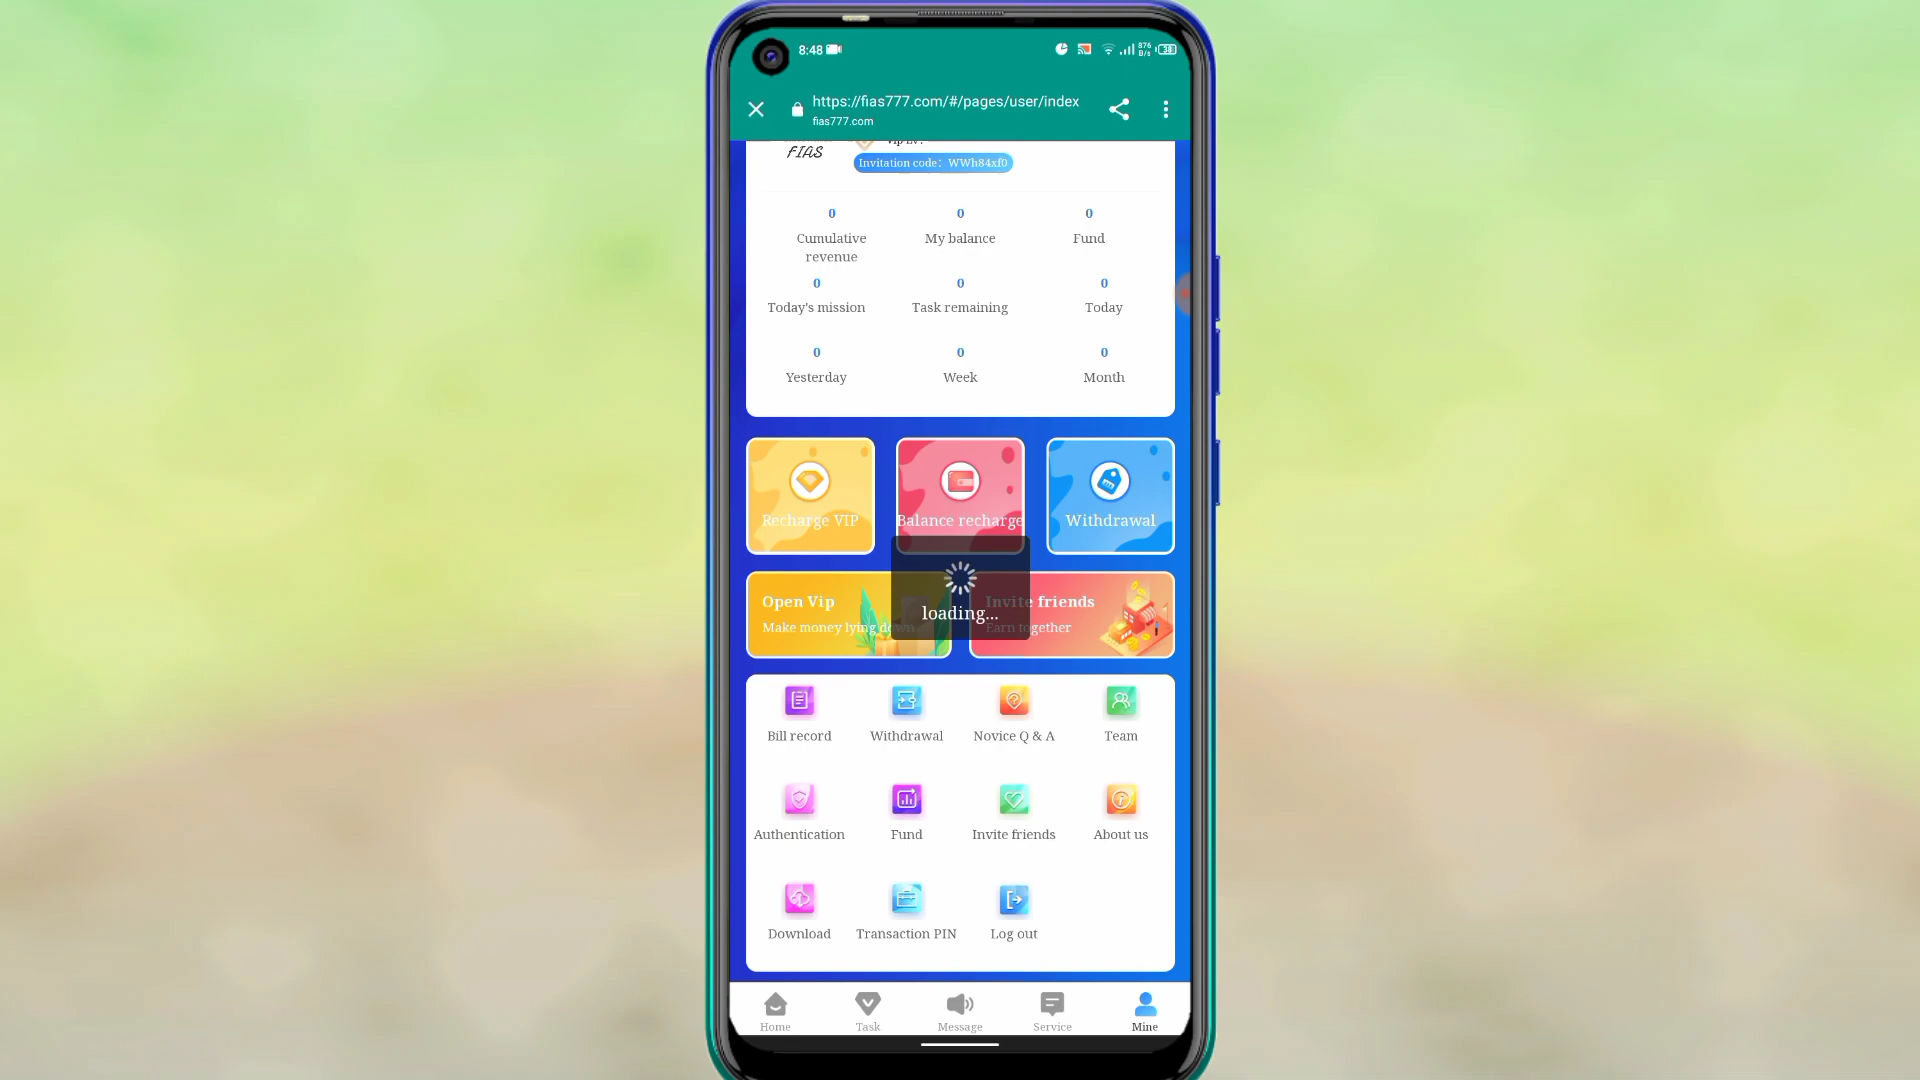 8:48
876
B/s
38
https://fias777.com/#/pages/user/index
fias777.com
FIAS
Invitation code：WWh84xf0
0 0 0
Cumulative revenue My balance Fund
0 0 0
Today's mission Task remaining Today
0 0 0
Yesterday Week Month
Recharge VIP Balance recharge Withdrawal
Open Vip Invite friends
loading...
Make money lying down Earn together
Bill record Withdrawal Novice Q & A Team
Authentication Fund Invite friends About us
Download Transaction PIN Log out
Home Task Message Service Mine